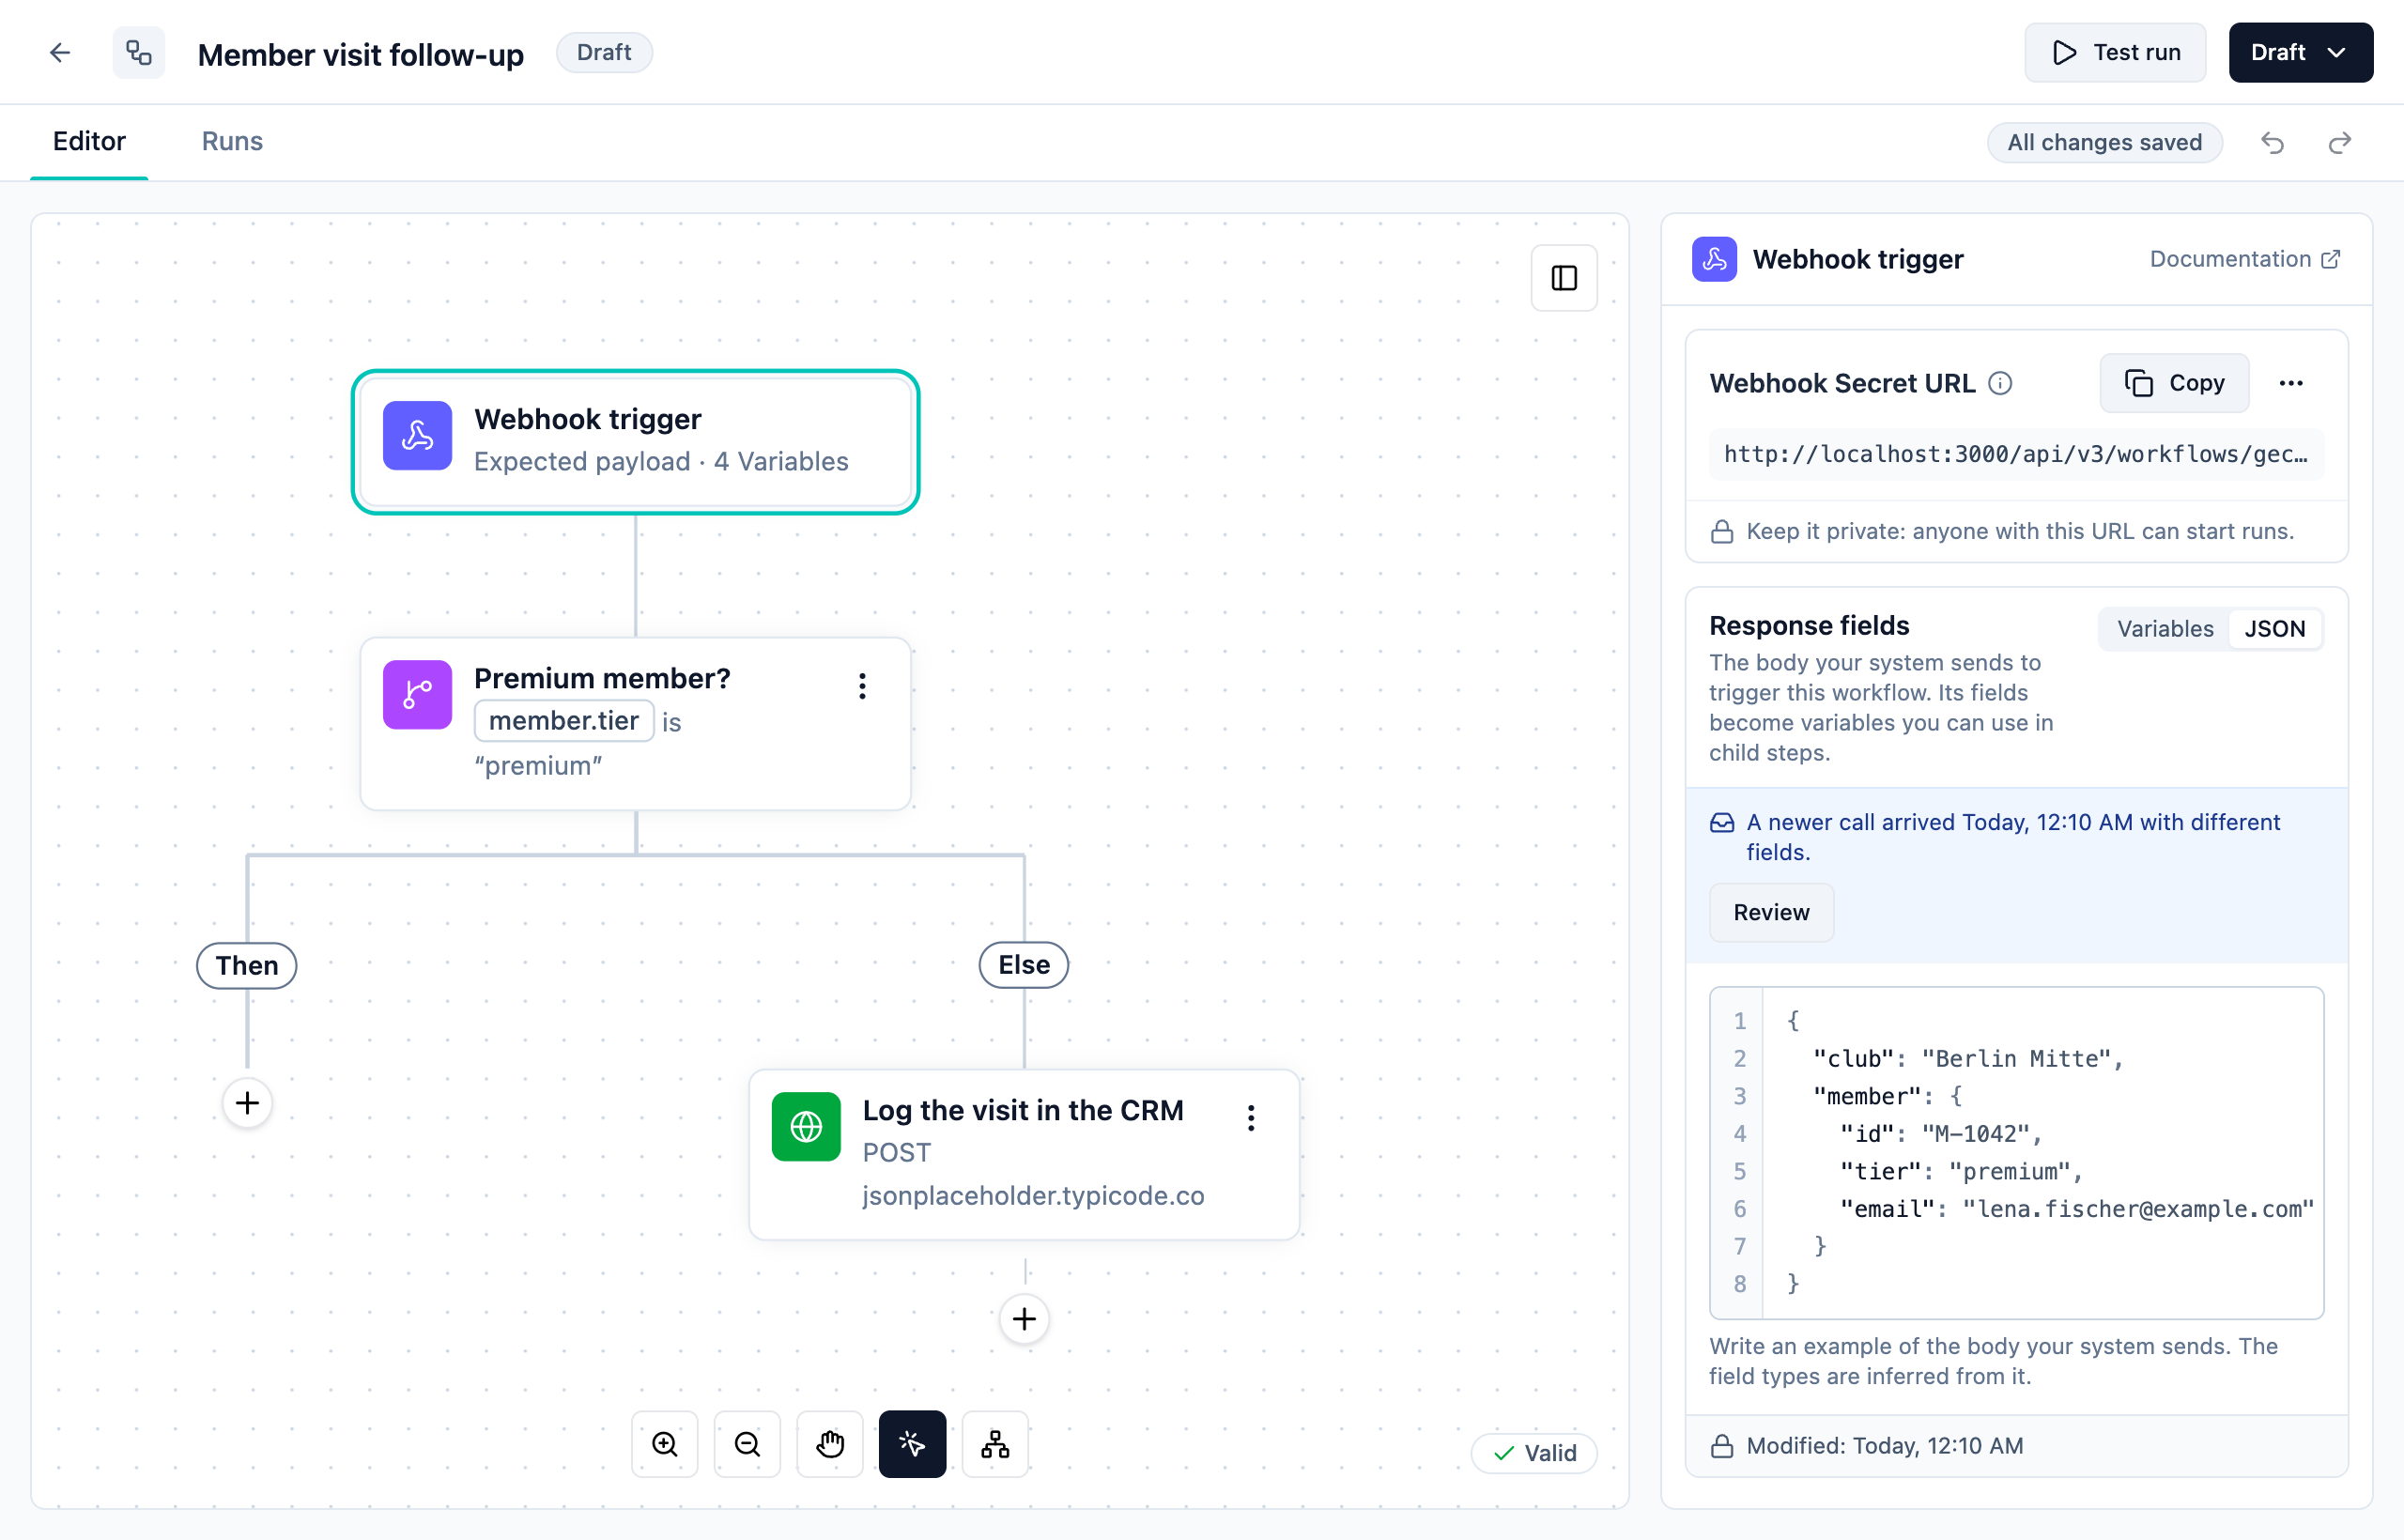 Member visit follow-up
Draft
Test run
Draft
Editor
Runs
All changes saved
Webhook trigger
Expected payload · 4 Variables
Premium member?
member.tier is
“premium”
Then
Else
Log the visit in the CRM
POST
jsonplaceholder.typicode.co
Valid
Webhook trigger
Documentation
Webhook Secret URL
Copy
http://localhost:3000/api/v3/workflows/gec…
Keep it private: anyone with this URL can start runs.
Response fields
Variables
JSON
The body your system sends to
trigger this workflow. Its fields
become variables you can use in
child steps.
A newer call arrived Today, 12:10 AM with different
fields.
Review
1 {
2 "club": "Berlin Mitte",
3 "member": {
4 "id": "M-1042",
5 "tier": "premium",
6 "email": "lena.fischer@example.com"
7 }
8 }
Write an example of the body your system sends. The
field types are inferred from it.
Modified: Today, 12:10 AM